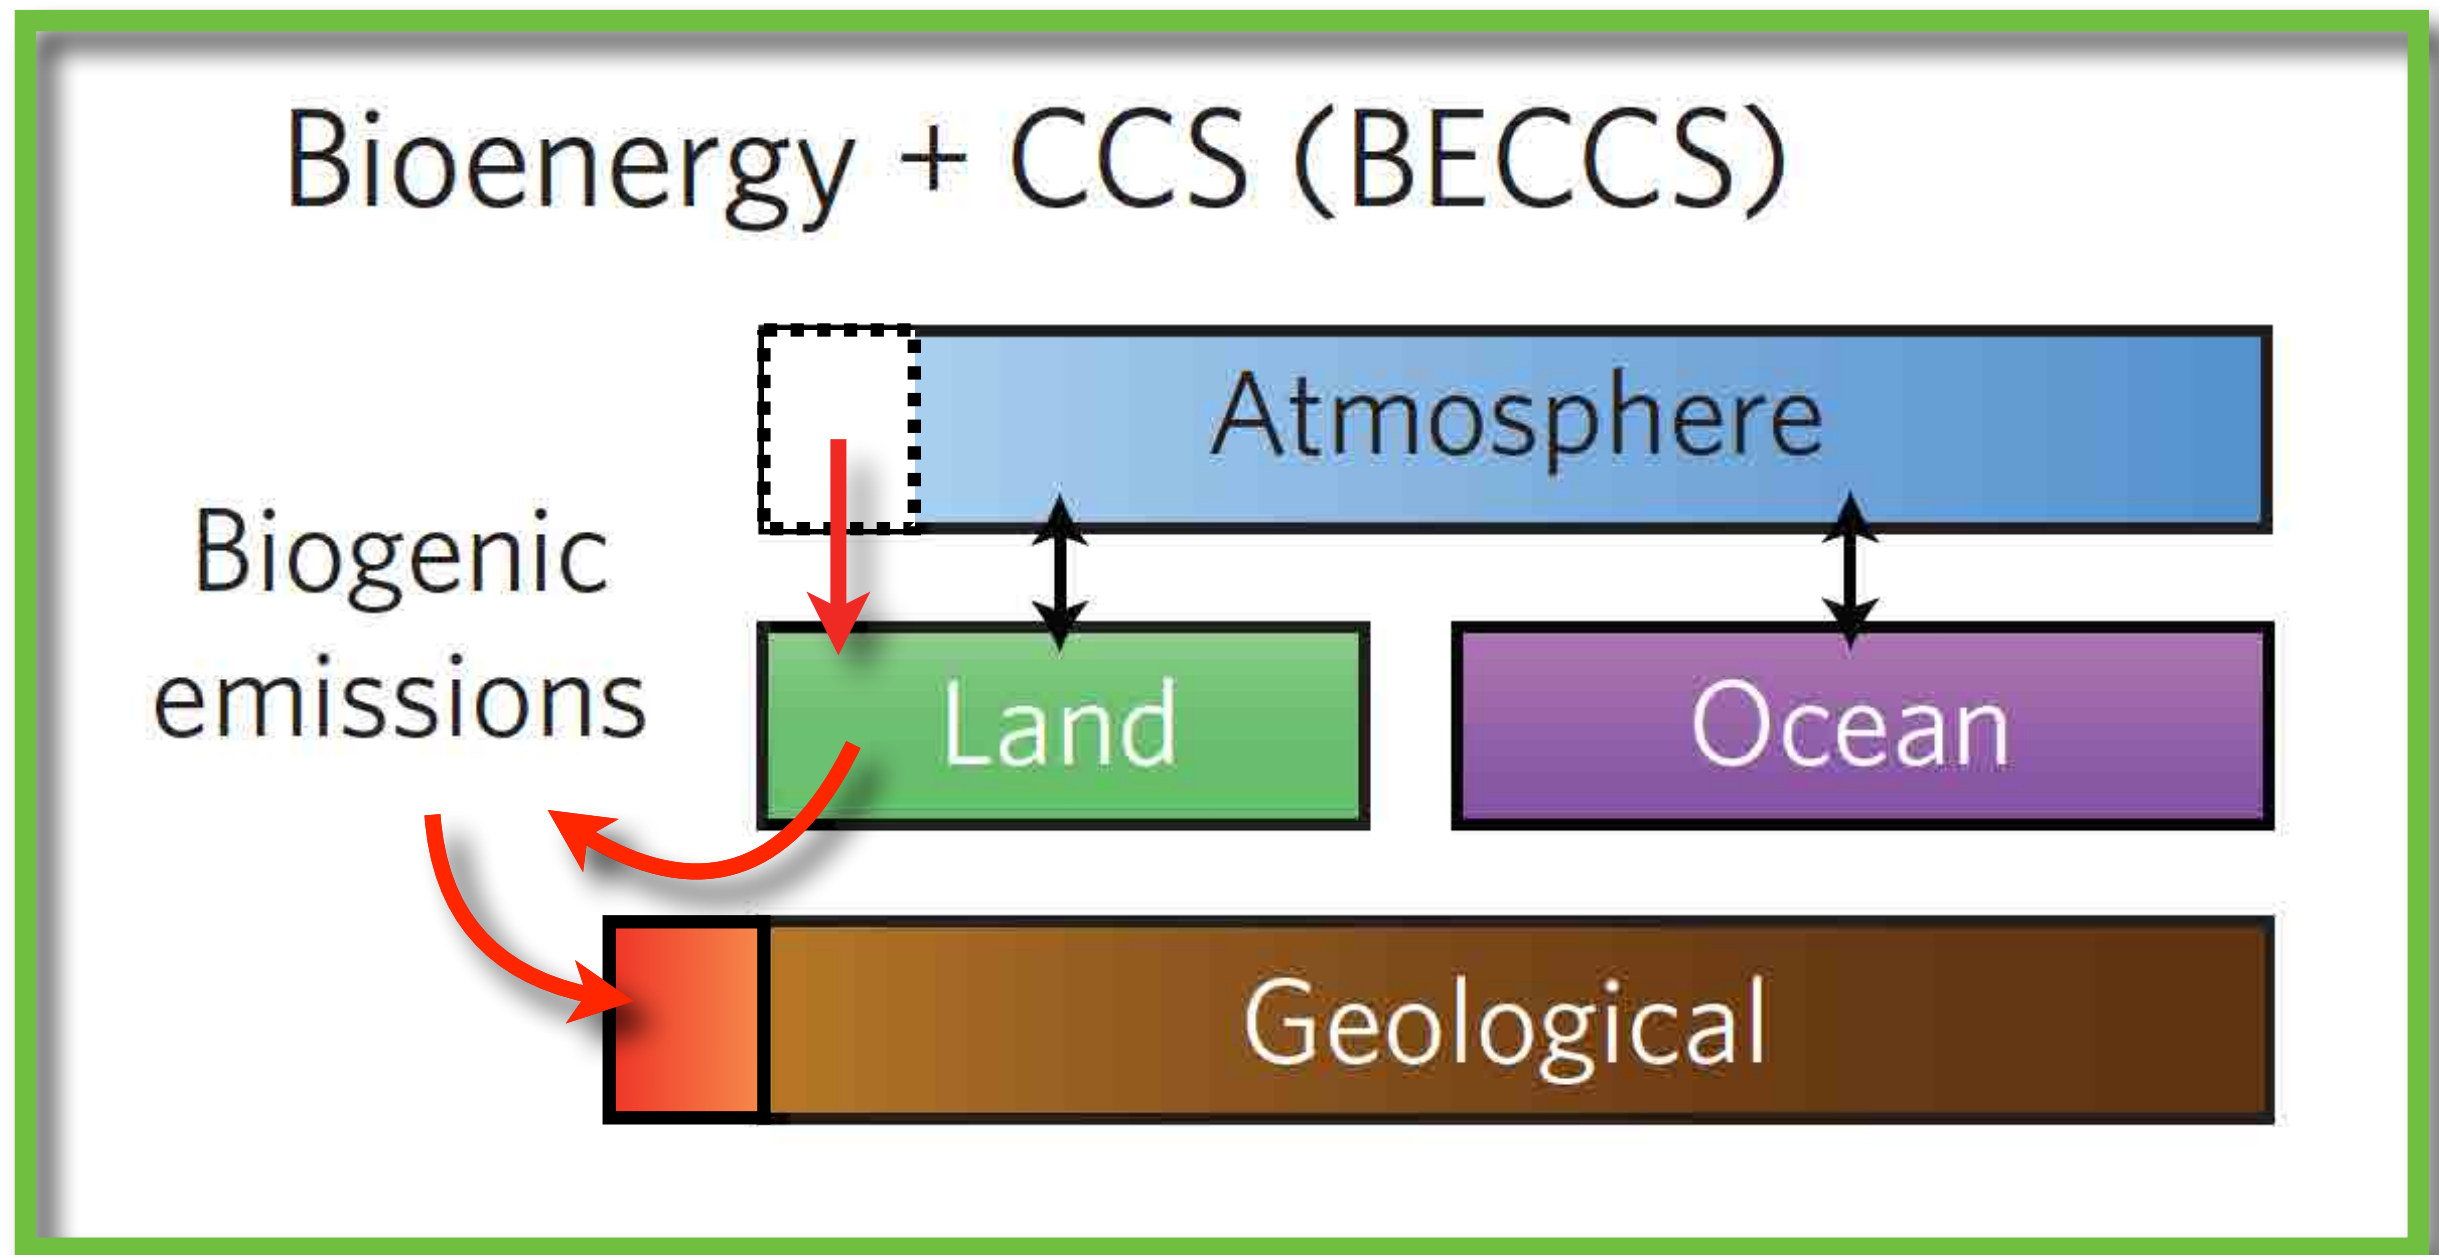 Bioenergy + CCS (BECCS)
Atmosphere
Biogenic
emissions
Land
Ocean
Geological